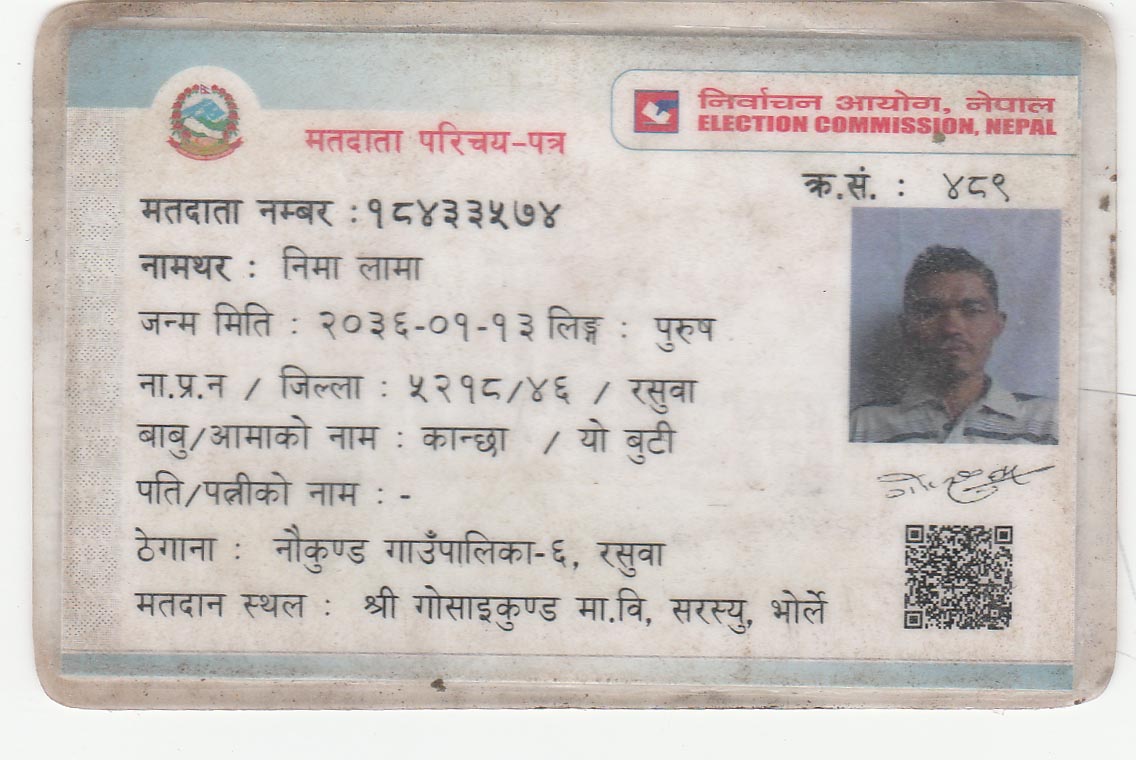 निर्वाचन आयोग, नेपाल
ELECTION COMMISSION, NEPAL
मतदाता परिचय-पत्र
क्र.सं. : ४८९
मतदाता नम्बर : १८४३३५७४
नामथर : निमा लामा
जन्म मिति : २०३६-०१-१३ लिङ्ग : पुरुष
ना.प्र.न / जिल्ला : ५२१८/४६ / रसुवा
बाबु/आमाको नाम : कान्छा / यो बुटी
पति/पत्नीको नाम : -
ठेगाना : नौकुण्ड गाउँपालिका-६, रसुवा
मतदान स्थल : श्री गोसाइकुण्ड मा.वि, सरस्यु, भोर्ले